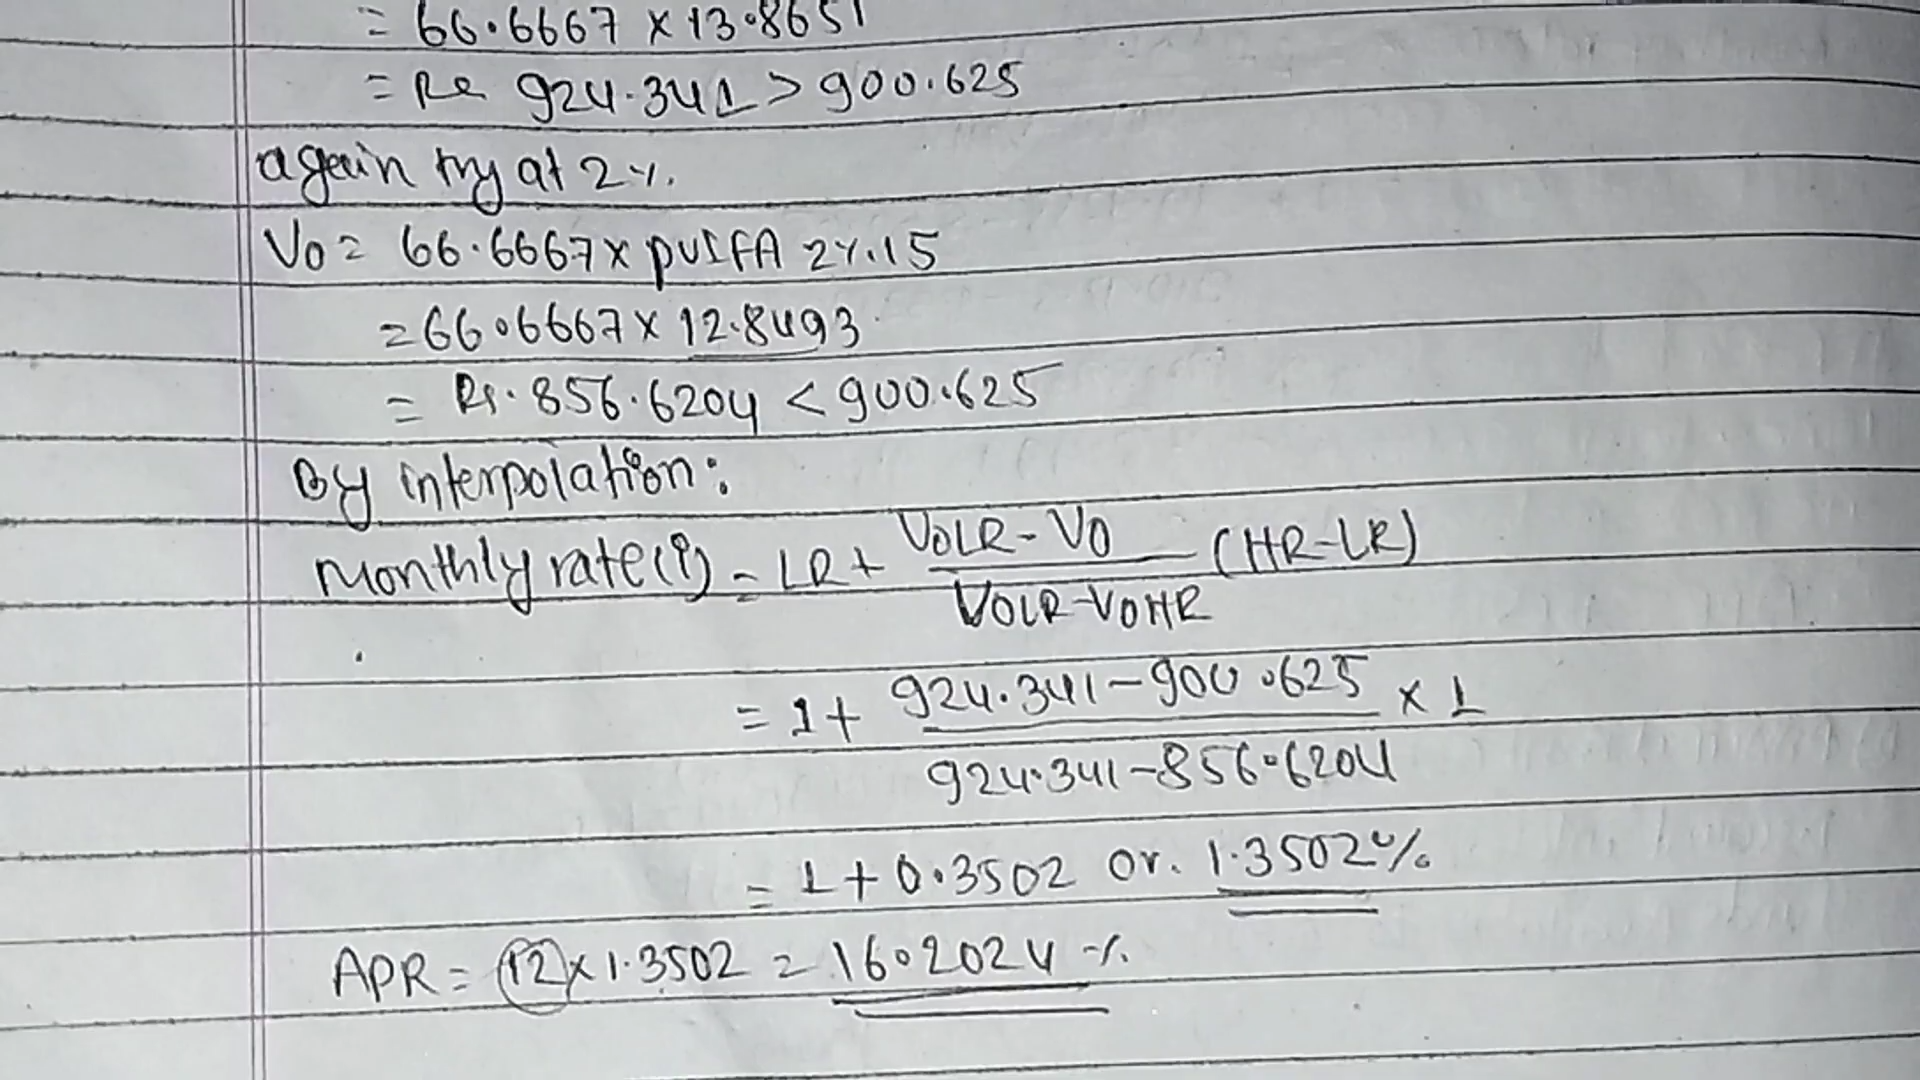 = 66.6667 × 13.8651
= Re 924.341 > 900.625
again try at 2%.
V0 = 66.6667 × PVIFA 2%.15
= 66.6667 × 12.8493
= Rs. 856.6204 < 900.625
By interpolation:
Monthly rate(i) = LR + V0LR - V0 (HR-LR)
V0LR - V0HR
= 1 + 924.341 - 900.625 × 1
924.341 - 856.6204
= 1 + 0.3502 or. 1.3502%
APR = 12 × 1.3502 = 16.2024 %